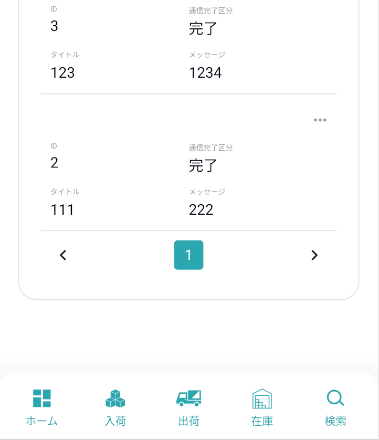 ID 通信完了区分
3 完了
タイトル メッセージ
123 1234
ID 通信完了区分
2 完了
タイトル メッセージ
111 222
1
ホーム 入荷 出荷 在庫 検索